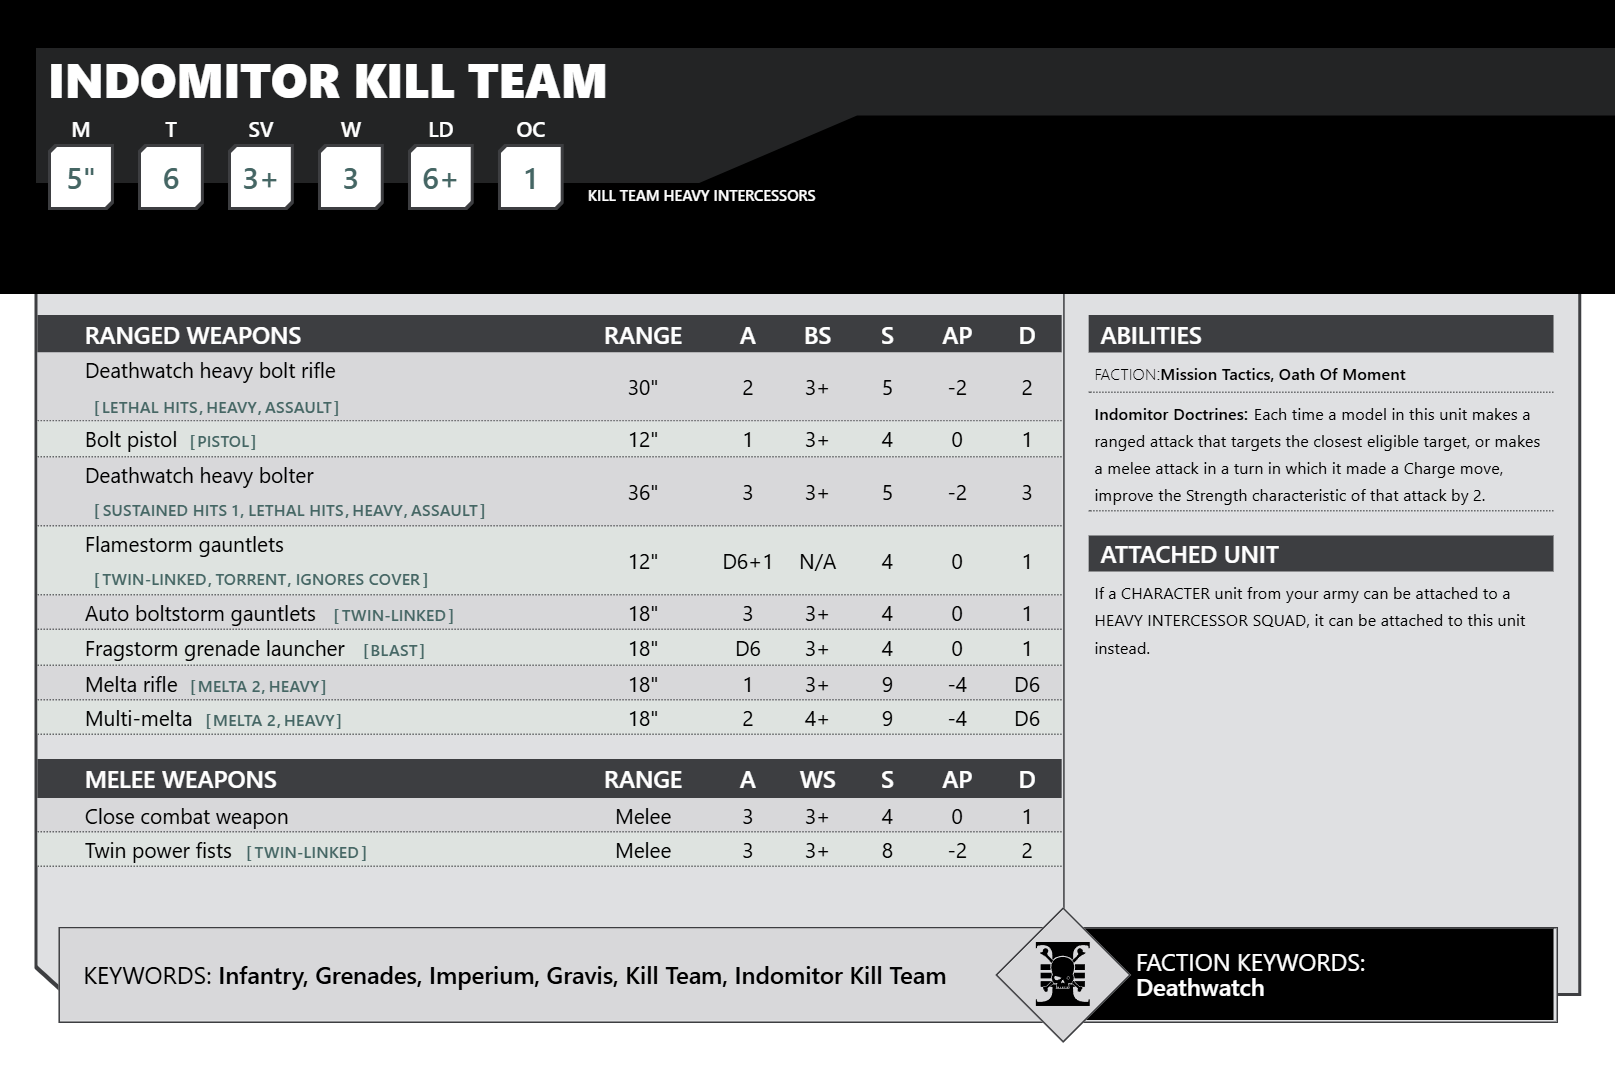 INDOMITOR KILL TEAM
M T SV W LD OC
5" 6 3+ 3 6+ 1
KILL TEAM HEAVY INTERCESSORS
RANGED WEAPONS RANGE A BS S AP D
Deathwatch heavy bolt rifle
[LETHAL HITS, HEAVY, ASSAULT] 30" 2 3+ 5 -2 2
Bolt pistol [PISTOL] 12" 1 3+ 4 0 1
Deathwatch heavy bolter
[SUSTAINED HITS 1, LETHAL HITS, HEAVY, ASSAULT] 36" 3 3+ 5 -2 3
Flamestorm gauntlets
[TWIN-LINKED, TORRENT, IGNORES COVER] 12" D6+1 N/A 4 0 1
Auto boltstorm gauntlets [TWIN-LINKED] 18" 3 3+ 4 0 1
Fragstorm grenade launcher [BLAST] 18" D6 3+ 4 0 1
Melta rifle [MELTA 2, HEAVY] 18" 1 3+ 9 -4 D6
Multi-melta [MELTA 2, HEAVY] 18" 2 4+ 9 -4 D6
MELEE WEAPONS RANGE A WS S AP D
Close combat weapon Melee 3 3+ 4 0 1
Twin power fists [TWIN-LINKED] Melee 3 3+ 8 -2 2
ABILITIES
FACTION:Mission Tactics, Oath Of Moment
Indomitor Doctrines: Each time a model in this unit makes a
ranged attack that targets the closest eligible target, or makes
a melee attack in a turn in which it made a Charge move,
improve the Strength characteristic of that attack by 2.
ATTACHED UNIT
If a CHARACTER unit from your army can be attached to a
HEAVY INTERCESSOR SQUAD, it can be attached to this unit
instead.
KEYWORDS: Infantry, Grenades, Imperium, Gravis, Kill Team, Indomitor Kill Team
FACTION KEYWORDS:
Deathwatch